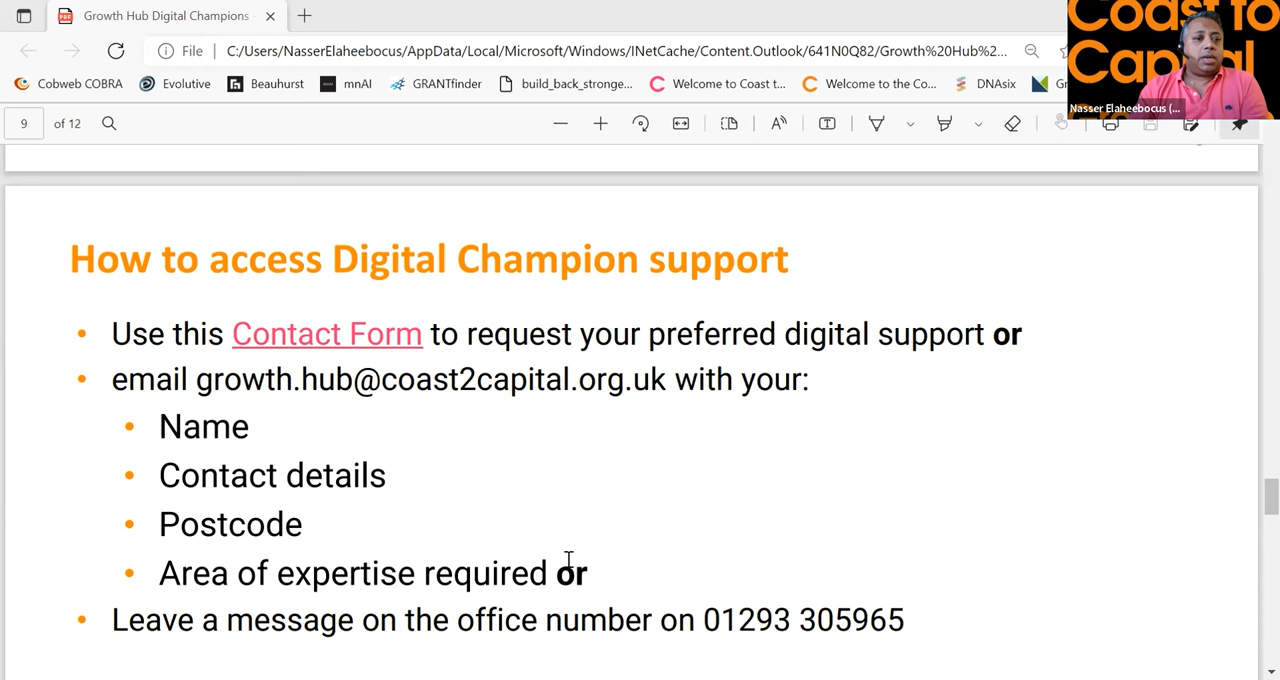 Growth Hub Digital Champions
File
C:/Users/NasserElaheebocus/AppData/Local/Microsoft/Windows/INetCache/Content.Outlook/641N0Q82/Growth%20Hub%2...
Cobweb COBRA
Evolutive
Beauhurst
mnAI
GRANTfinder
build_back_stronge...
Welcome to Coast t...
Welcome to the Co...
DNAsix
Coast to
Capital
Nasser Elaheebocus (...
9 of 12
How to access Digital Champion support
• Use this Contact Form to request your preferred digital support or
• email growth.hub@coast2capital.org.uk with your:
• Name
• Contact details
• Postcode
• Area of expertise required or
• Leave a message on the office number on 01293 305965